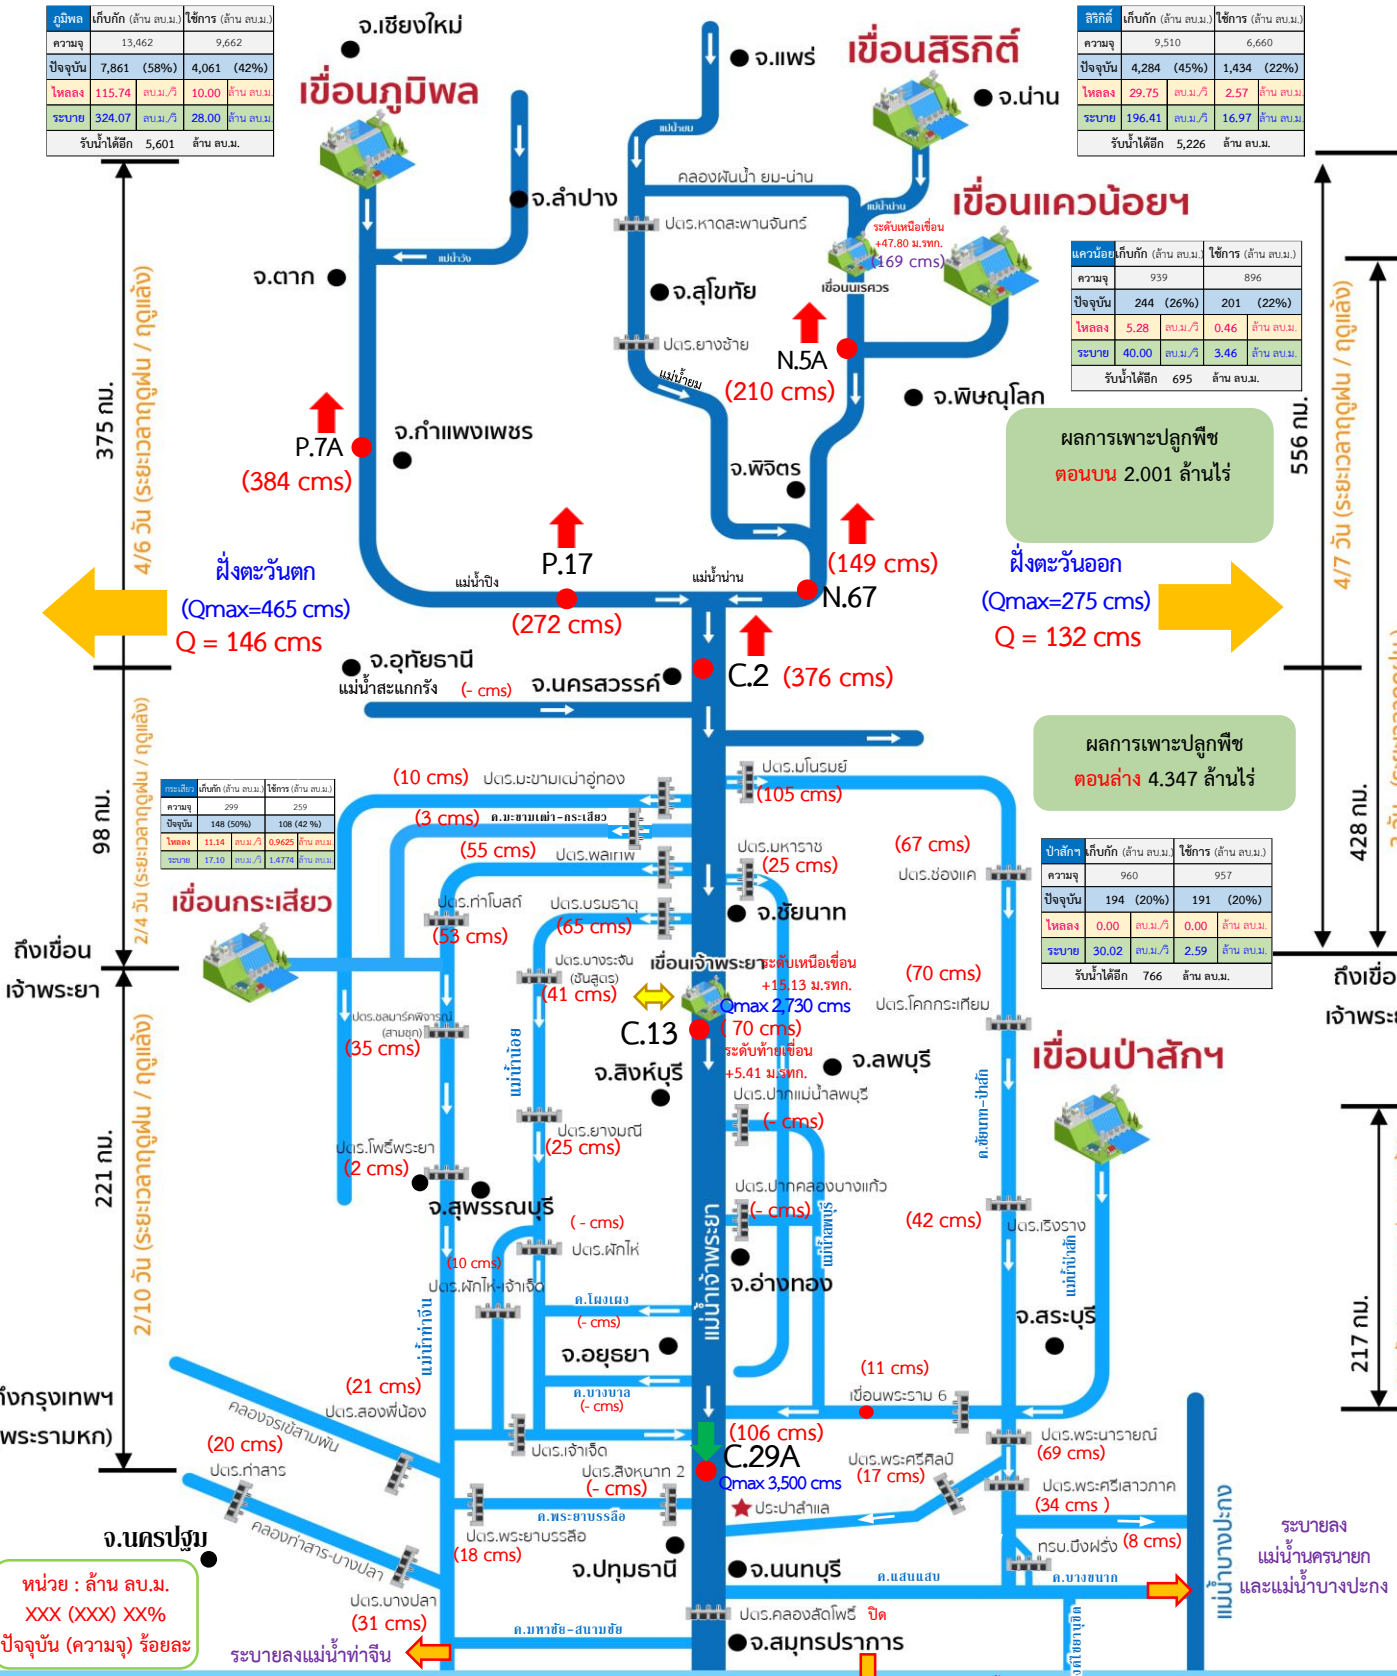 ภูมิพล เก็บกัก (ล้าน ลบ.ม.) ใช้การ (ล้าน ลบ.ม.)
ความจุ 13,462 9,662
ปัจจุบัน 7,861 (58%) 4,061 (42%)
ไหลลง 115.74 ลบ.ม./วิ 10.00 ล้าน ลบ.ม.
ระบาย 324.07 ลบ.ม./วิ 28.00 ล้าน ลบ.ม.
รับน้ำได้อีก 5,601 ล้าน ลบ.ม.
จ.เชียงใหม่
เขื่อนภูมิพล
จ.แพร่
เขื่อนสิริกิติ์
จ.น่าน
สิริกิติ์ เก็บกัก (ล้าน ลบ.ม.) ใช้การ (ล้าน ลบ.ม.)
ความจุ 9,510 6,660
ปัจจุบัน 4,284 (45%) 1,434 (22%)
ไหลลง 29.75 ลบ.ม./วิ 2.57 ล้าน ลบ.ม.
ระบาย 196.41 ลบ.ม./วิ 16.97 ล้าน ลบ.ม.
รับน้ำได้อีก 5,226 ล้าน ลบ.ม.
แม่น้ำยม
คลองผันน้ำ ยม-น่าน
จ.ลำปาง
แม่น้ำน่าน
เขื่อนแควน้อยฯ
ปตร.หาดสะพานจันทร์
ระดับเหนือเขื่อน
+47.80 ม.รทก.
(169 cms)
เขื่อนนเรศวร
แม่น้ำวัง
จ.ตาก
จ.สุโขทัย
แควน้อย เก็บกัก (ล้าน ลบ.ม.) ใช้การ (ล้าน ลบ.ม.)
ความจุ 939 896
ปัจจุบัน 244 (26%) 201 (22%)
ไหลลง 5.28 ลบ.ม./วิ 0.46 ล้าน ลบ.ม.
ระบาย 40.00 ลบ.ม./วิ 3.46 ล้าน ลบ.ม.
รับน้ำได้อีก 695 ล้าน ลบ.ม.
ปตร.ยางซ้าย
แม่น้ำยม
N.5A
(210 cms)
จ.พิษณุโลก
375 กม.
4/6 วัน (ระยะเวลาฤดูฝน / ฤดูแล้ง)
556 กม.
4/7 วัน (ระยะเวลาฤดูฝน / ฤดูแล้ง)
P.7A
(384 cms)
จ.กำแพงเพชร
จ.พิจิตร
ผลการเพาะปลูกพืช
ตอนบน 2.001 ล้านไร่
ฝั่งตะวันตก
(Qmax=465 cms)
Q = 146 cms
P.17
(272 cms)
แม่น้ำปิง
แม่น้ำน่าน
(149 cms)
N.67
ฝั่งตะวันออก
(Qmax=275 cms)
Q = 132 cms
จ.อุทัยธานี
แม่น้ำสะแกกรัง (- cms)
จ.นครสวรรค์
C.2 (376 cms)
ผลการเพาะปลูกพืช
ตอนล่าง 4.347 ล้านไร่
98 กม.
2/4 วัน (ระยะเวลาฤดูฝน / ฤดูแล้ง)
428 กม.
กระเสียว เก็บกัก (ล้าน ลบ.ม.) ใช้การ (ล้าน ลบ.ม.)
ความจุ 299 259
ปัจจุบัน 148 (50%) 108 (42 %)
ไหลลง 11.14 ลบ.ม./วิ 0.9625 ล้าน ลบ.ม.
ระบาย 17.10 ลบ.ม./วิ 1.4774 ล้าน ลบ.ม.
เขื่อนกระเสียว
(10 cms) ปตร.มะขามเฒ่าอู่ทอง
(3 cms) ค.มะขามเฒ่า-กระเสียว
(55 cms) ปตร.พลเทพ
ปตร.มโนรมย์
(105 cms)
ปตร.มหาราช
(25 cms)
(67 cms)
ปตร.ช่องแค
ป่าสักฯ เก็บกัก (ล้าน ลบ.ม.) ใช้การ (ล้าน ลบ.ม.)
ความจุ 960 957
ปัจจุบัน 194 (20%) 191 (20%)
ไหลลง 0.00 ลบ.ม./วิ 0.00 ล้าน ลบ.ม.
ระบาย 30.02 ลบ.ม./วิ 2.59 ล้าน ลบ.ม.
รับน้ำได้อีก 766 ล้าน ลบ.ม.
ปตร.ท่าโบสถ์
(53 cms)
ปตร.บรมธาตุ
(65 cms)
จ.ชัยนาท
ถึงเขื่อน
เจ้าพระยา
ปตร.บางระจัน
(ชันสูตร)
(41 cms)
เขื่อนเจ้าพระยา
ระดับเหนือเขื่อน
+15.13 ม.รทก.
Qmax 2,730 cms
C.13
( 70 cms)
ระดับท้ายเขื่อน
+5.41 ม.รทก.
(70 cms)
ปตร.โคกกระเทียม
ถึงเขื่อ
เจ้าพระย
ปตร.ชลมาร์คพิจารณ์
(สามชุก)
(35 cms)
แม่น้ำน้อย
จ.สิงห์บุรี
จ.ลพบุรี
เขื่อนป่าสักฯ
221 กม.
2/10 วัน (ระยะเวลาฤดูฝน / ฤดูแล้ง)
217 กม.
ค.ชัยนาท-ป่าสัก
ปตร.ปากแม่น้ำลพบุรี
(- cms)
ปตร.ยางมณี
(25 cms)
ปตร.โพธิ์พระยา
(2 cms)
จ.สุพรรณบุรี
ปตร.ปากคลองบางแก้ว
(- cms)
แม่น้ำลพบุรี
แม่น้ำเจ้าพระยา
(42 cms)
ปตร.เริงราง
แม่น้ำป่าสัก
( - cms)
ปตร.ผักไห่
(10 cms)
ปตร.ผักไห่-เจ้าเจ็ด
จ.อ่างทอง
แม่น้ำท่าจีน
ค.โผงเผง
(- cms)
จ.อยุธยา
จ.สระบุรี
ค.บางบาล
(- cms)
(11 cms)
เขื่อนพระราม 6
(21 cms)
ปตร.สองพี่น้อง
คลองจรเข้สามพัน
(20 cms)
ปตร.ท่าสาร
ปตร.เจ้าเจ็ด
ปตร.สิงหนาท 2
(- cms)
(106 cms)
C.29A
Qmax 3,500 cms
ประปาสำแล
ปตร.พระศรีศิลป์
(17 cms)
ปตร.พระนารายณ์
(69 cms)
ปตร.พระศรีเสาวภาค
(34 cms )
คลองท่าสาร-บางปลา
ค.พระยาบรรลือ
ปตร.พระยาบรรลือ
(18 cms)
จ.นครปฐม
จ.ปทุมธานี
จ.นนทบุรี
ทรบ.บึงฝรั่ง
(8 cms)
แม่น้ำบางปะกง
ระบายลง
แม่น้ำนครนายก
และแม่น้ำบางปะกง
ค.แสนแสบ
ค.บางขนาก
หน่วย : ล้าน ลบ.ม.
XXX (XXX) XX%
ปัจจุบัน (ความจุ) ร้อยละ
ปตร.บางปลา
(31 cms)
ระบายลงแม่น้ำท่าจีน
ค.มหาชัย-สนามชัย
ปตร.คลองลัดโพธิ์ ปิด
จ.สมุทรปราการ